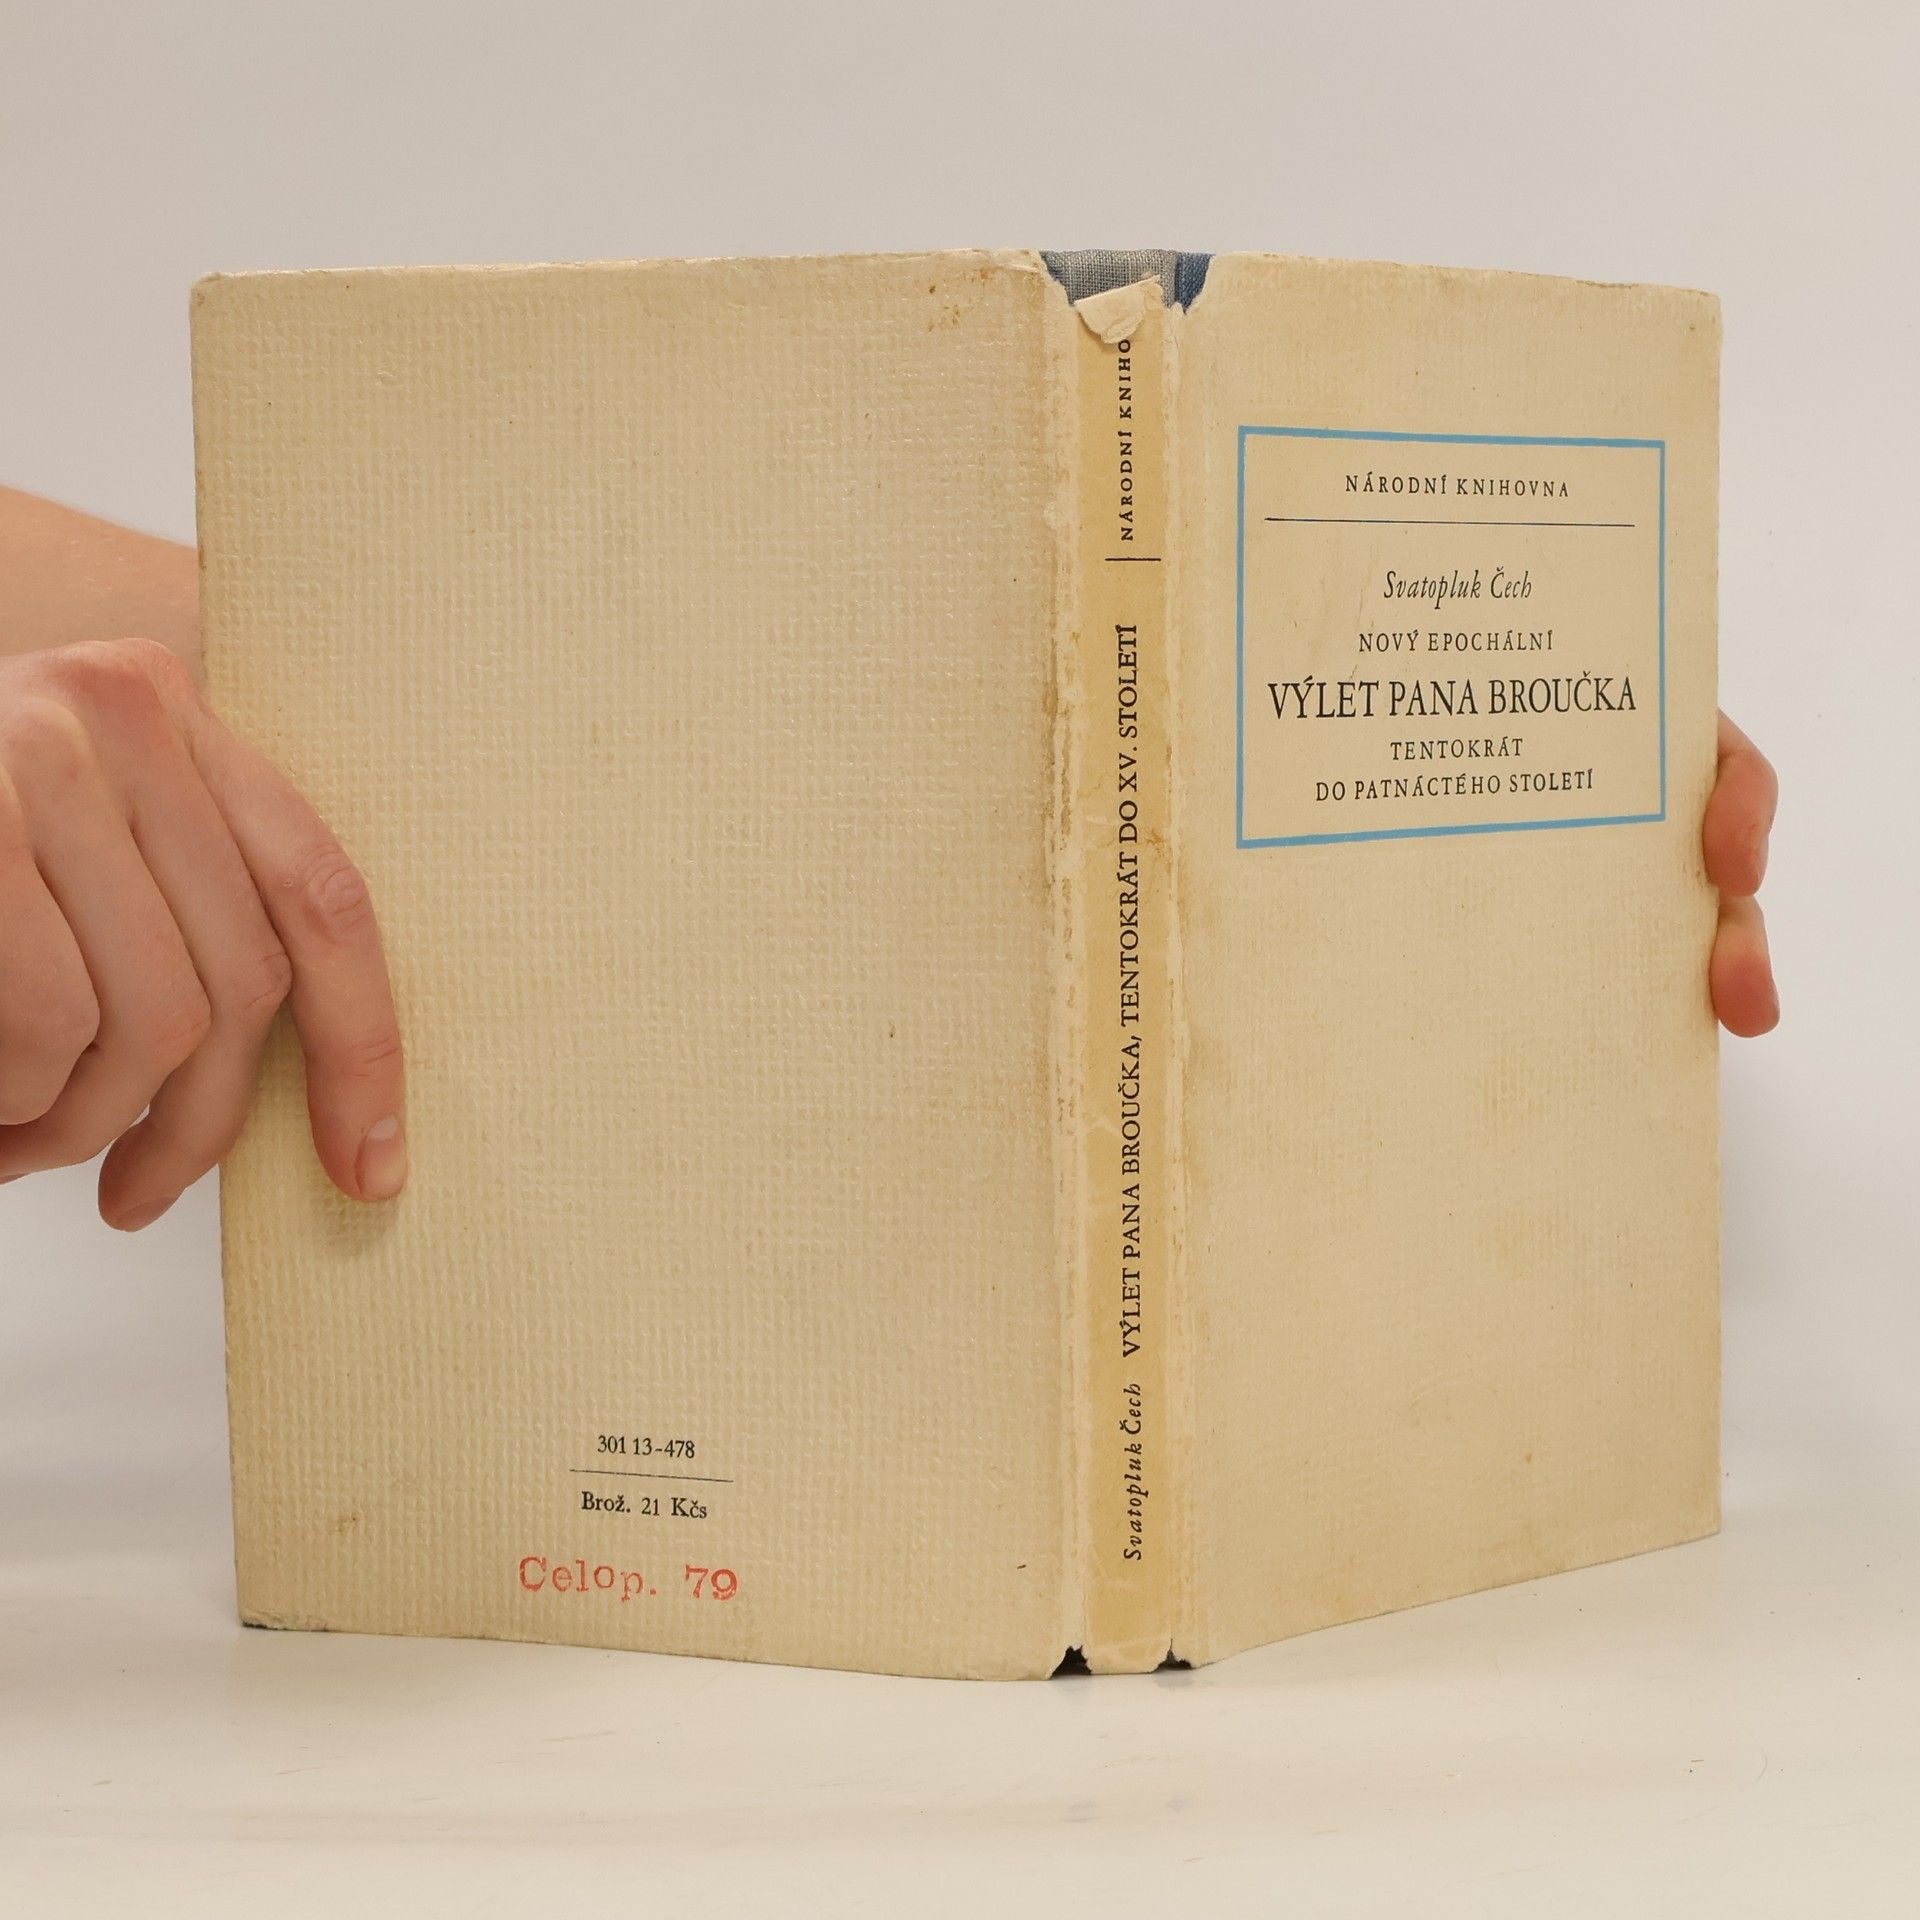 301 13-478
Brož. 21 Kčs
Celop. 79
Svatopluk Čech VÝLET PANA BROUČKA, TENTOKRÁT DO XV. STOLETÍ NÁRODNÍ KNIHO
NÁRODNÍ KNIHOVNA
Svatopluk Čech
NOVÝ EPOCHÁLNÍ
VÝLET PANA BROUČKA
TENTOKRÁT
DO PATNÁCTÉHO STOLETÍ